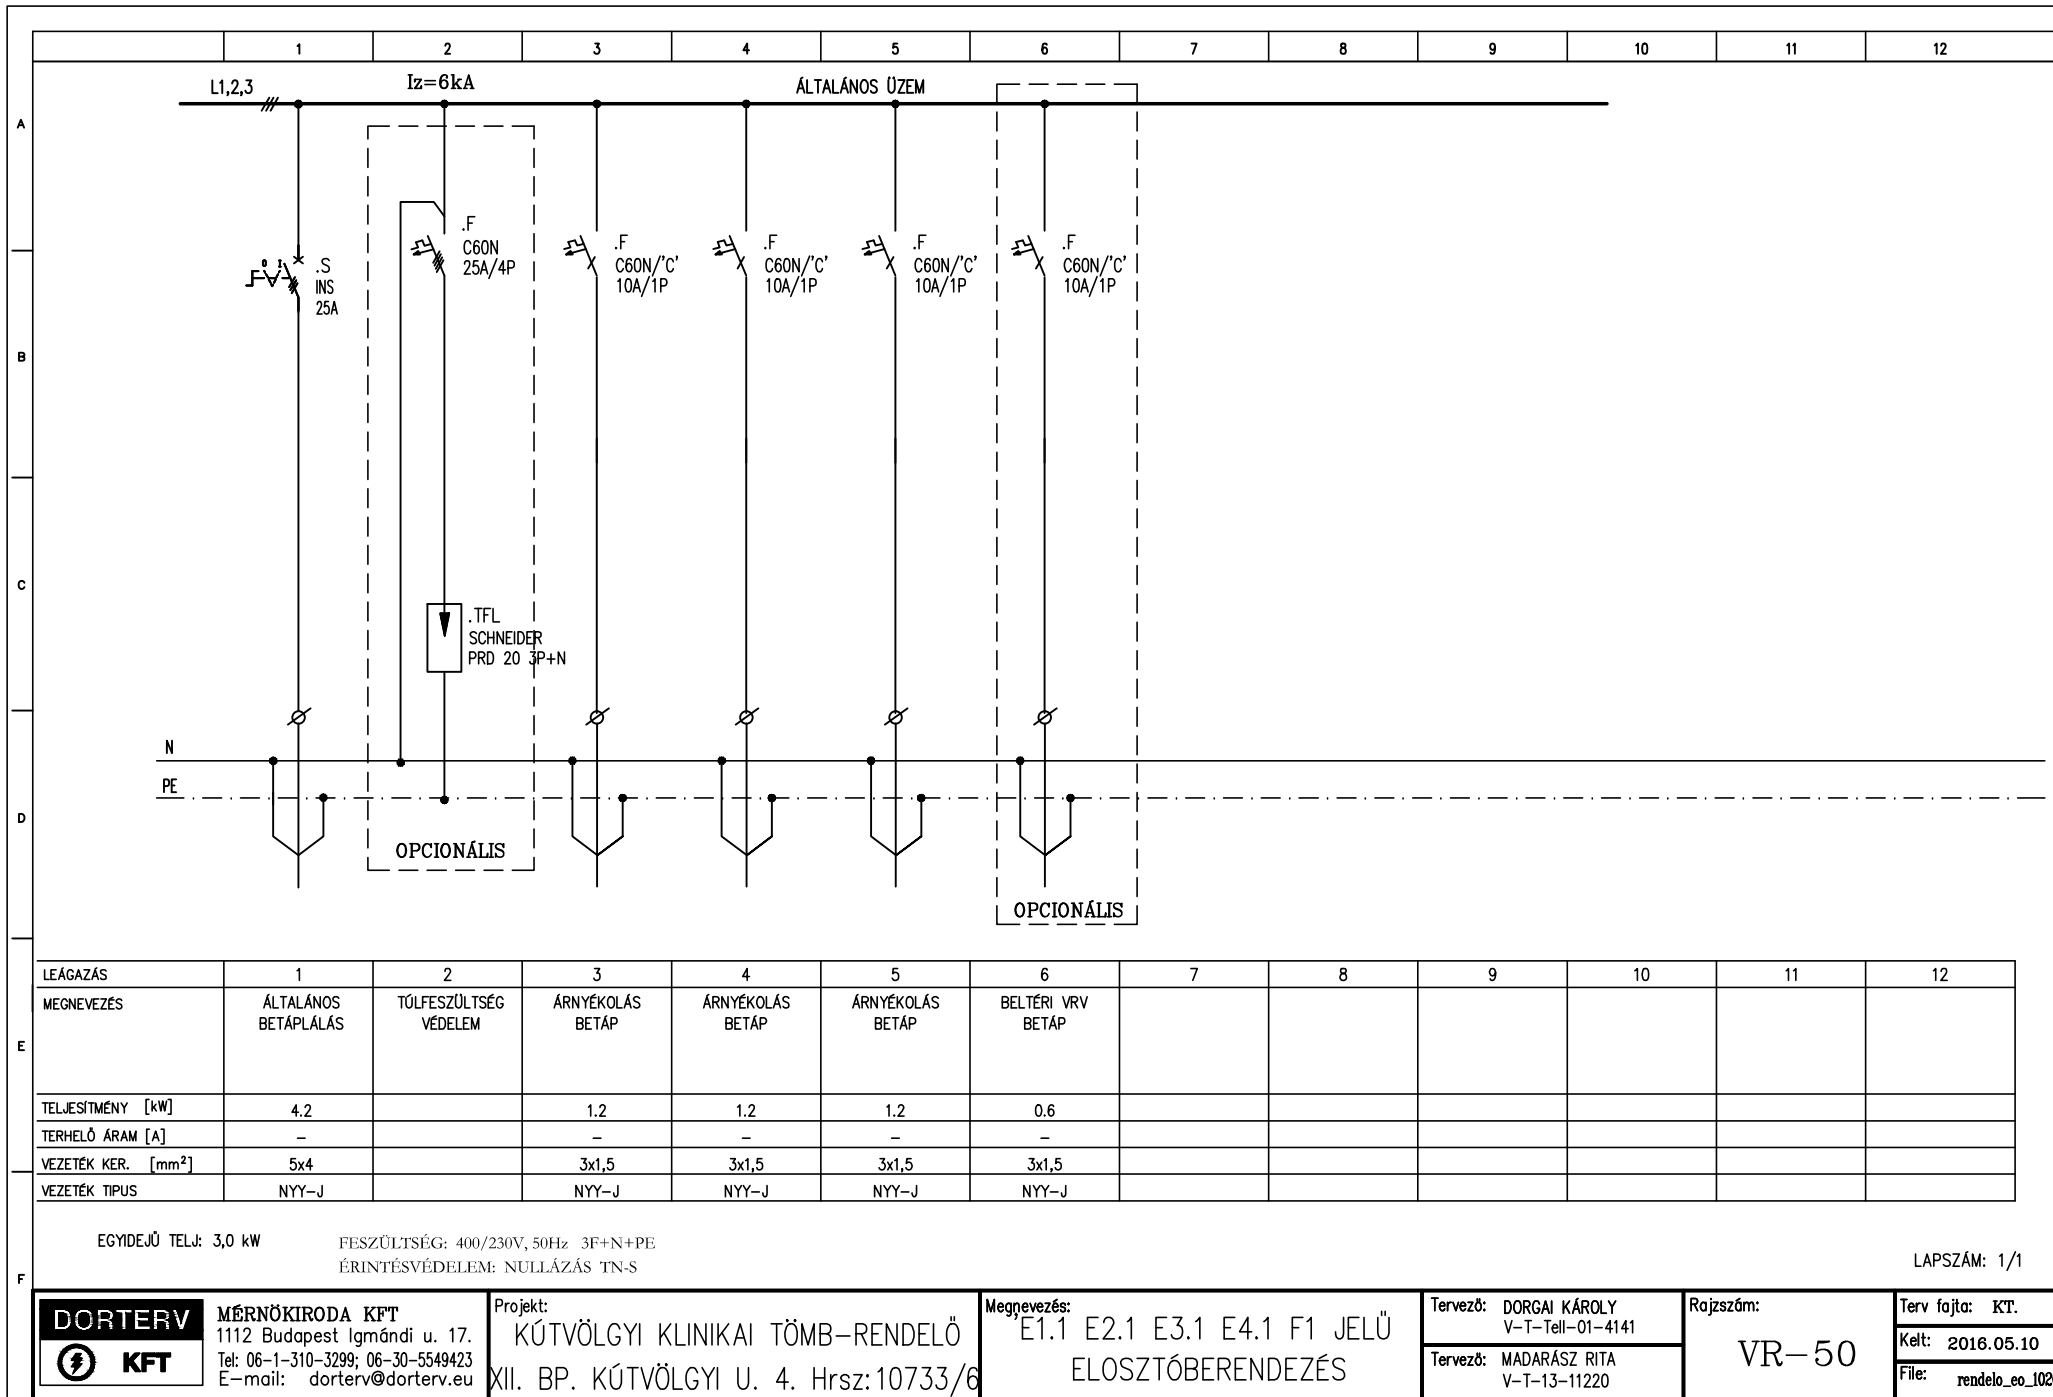 1 2 3 4 5 6 7 8 9 10 11 12
L1,2,3
Iz=6kA
ÁLTALÁNOS ÜZEM
A
B
C
D
E
F
O I
.S
INS
25A
.F
C60N
25A/4P
.F
C60N/'C'
10A/1P
.F
C60N/'C'
10A/1P
.F
C60N/'C'
10A/1P
.F
C60N/'C'
10A/1P
.TFL
SCHNEIDER
PRD 20 3P+N
N
PE
OPCIONÁLIS
OPCIONÁLIS
LEÁGAZÁS 1 2 3 4 5 6 7 8 9 10 11 12
MEGNEVEZÉS
ÁLTALÁNOS
BETÁPLÁLÁS
TÚLFESZÜLTSÉG
VÉDELEM
ÁRNYÉKOLÁS
BETÁP
ÁRNYÉKOLÁS
BETÁP
ÁRNYÉKOLÁS
BETÁP
BELTÉRI VRV
BETÁP
TELJESÍTMÉNY [kW] 4.2 1.2 1.2 1.2 0.6
TERHELŐ ÁRAM [A] – – – – –
VEZETÉK KER. [mm²] 5x4 3x1,5 3x1,5 3x1,5 3x1,5
VEZETÉK TIPUS NYY-J NYY-J NYY-J NYY-J NYY-J
EGYIDEJŰ TELJ: 3,0 kW
FESZÜLTSÉG: 400/230V, 50Hz 3F+N+PE
ÉRINTÉSVÉDELEM: NULLÁZÁS TN-S
LAPSZÁM: 1/1
DORTERV
KFT
MÉRNÖKIRODA KFT
1112 Budapest Igmándi u. 17.
Tel: 06-1-310-3299; 06-30-5549423
E-mail: dorterv@dorterv.eu
Projekt:
KÚTVÖLGYI KLINIKAI TÖMB-RENDELŐ
XII. BP. KÚTVÖLGYI U. 4. Hrsz:10733/6
Megnevezés:
E1.1 E2.1 E3.1 E4.1 F1 JELŰ
ELOSZTÓBERENDEZÉS
Tervező: DORGAI KÁROLY
V-T-Tell-01-4141
Tervező: MADARÁSZ RITA
V-T-13-11220
Rajzszám:
VR-50
Terv fajta: KT.
Kelt: 2016.05.10
File: rendelo_eo_102